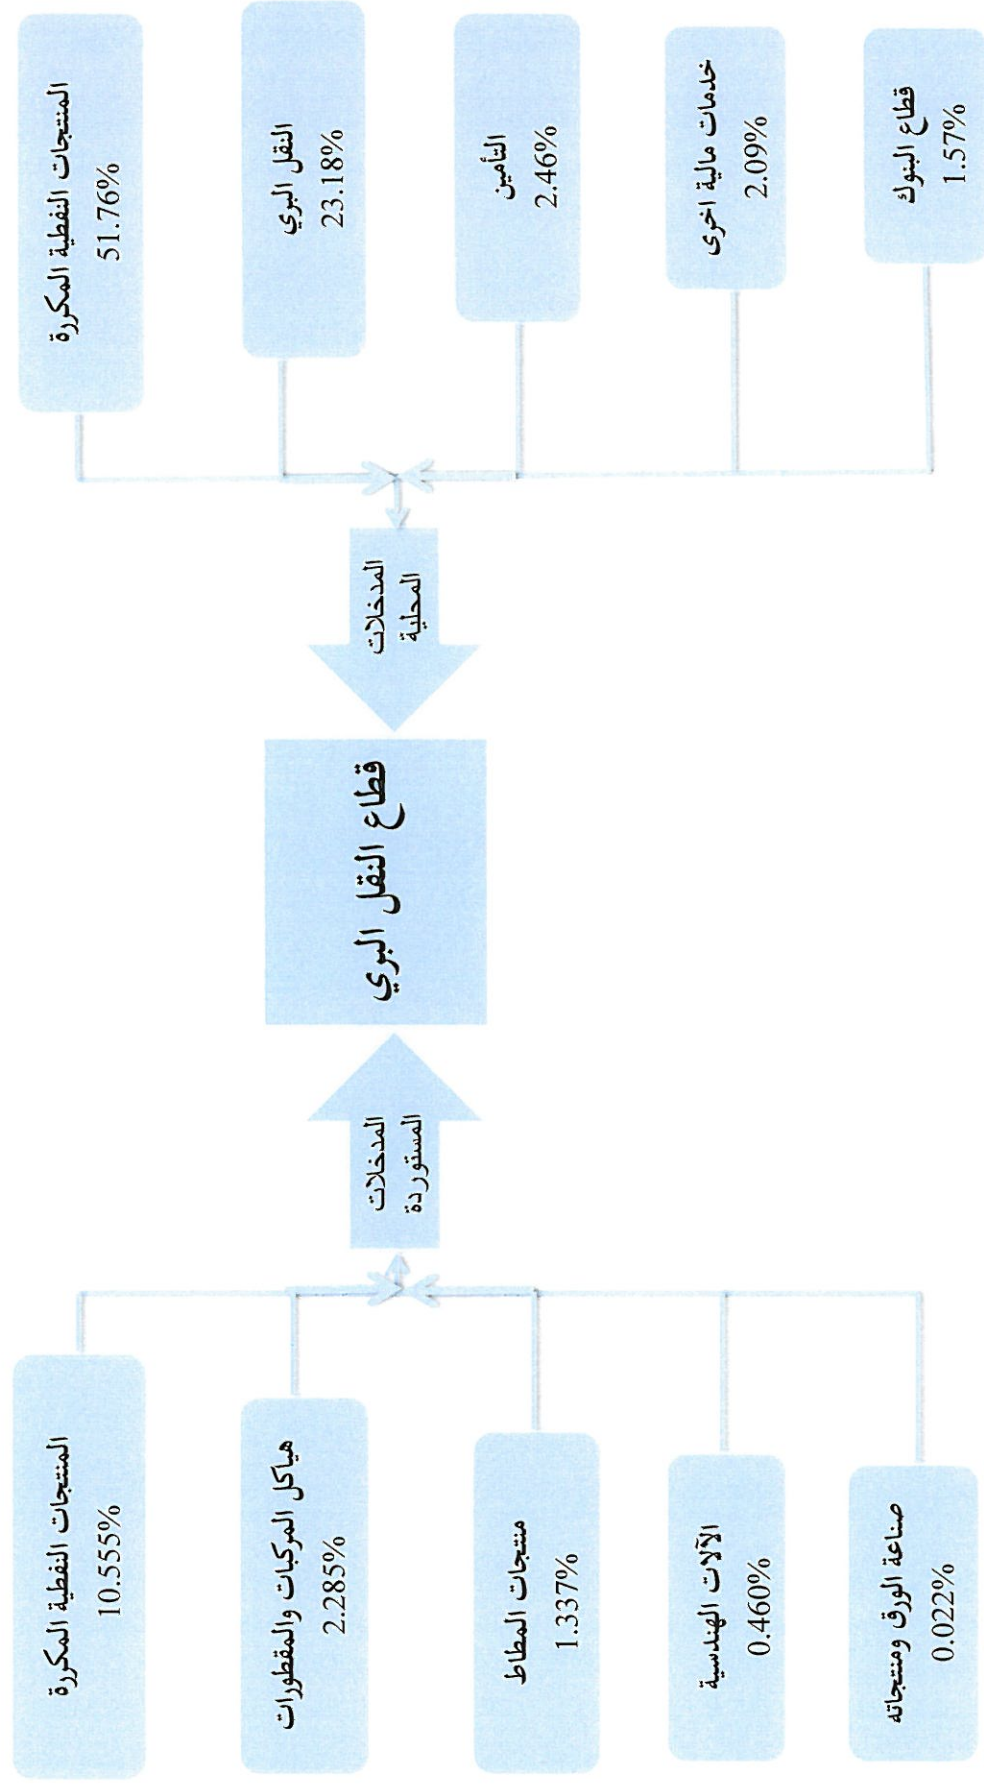 المنتجات النفطية المكررة
51.76%
النقل البري
23.18%
التأمين
2.46%
خدمات مالية اخرى
2.09%
قطاع البنوك
1.57%
المدخلات
المحلية
قطاع النقل البري
المدخلات
المستوردة
المنتجات النفطية المكررة
10.555%
هياكل المركبات والمقطورات
2.285%
منتجات المطاط
1.337%
الآلات الهندسية
0.460%
صناعة الورق ومنتجاته
0.022%